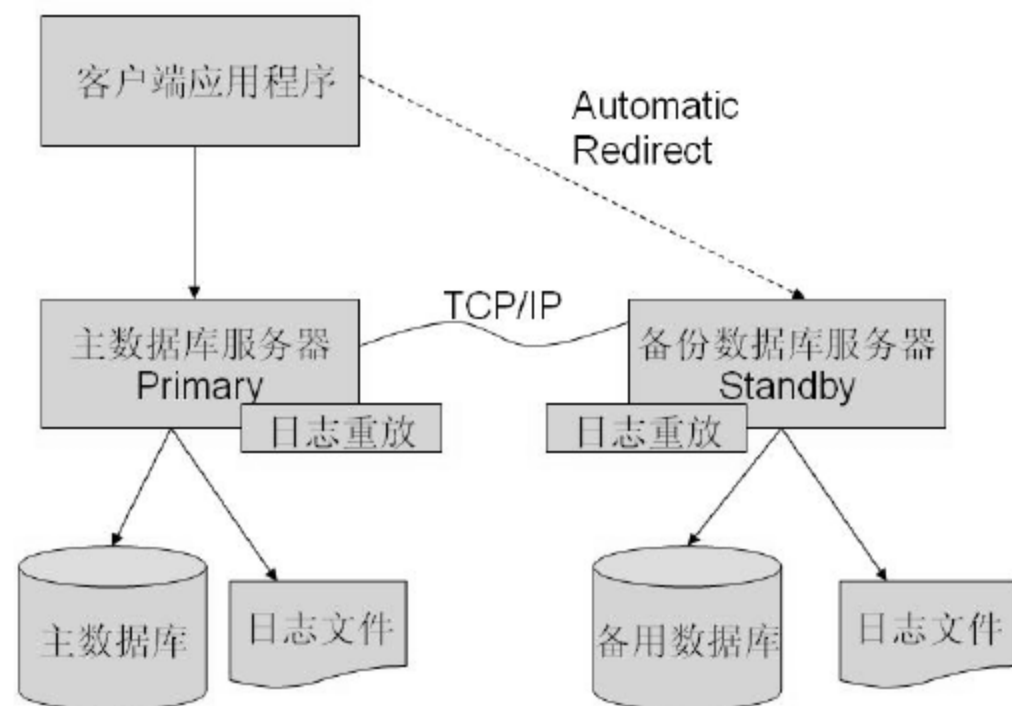 客户端应用程序
Automatic
Redirect
TCP/IP
主数据库服务器
Primary
日志重放
备份数据库服务器
Standby
日志重放
主数据库
日志文件
备用数据库
日志文件